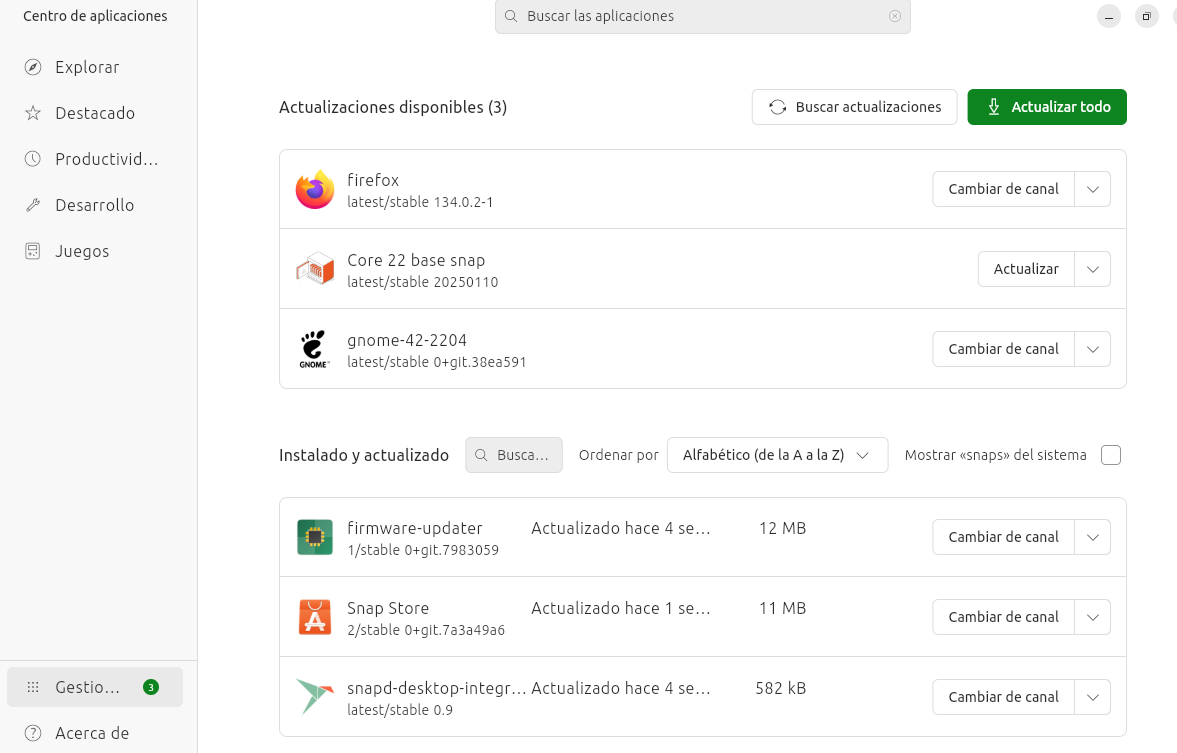 Centro de aplicaciones
Buscar las aplicaciones
Explorar
Destacado
Productivid...
Desarrollo
Juegos
Gestio...
3
Acerca de
Actualizaciones disponibles (3)
Buscar actualizaciones
Actualizar todo
firefox
latest/stable 134.0.2-1
Cambiar de canal
Core 22 base snap
latest/stable 20250110
Actualizar
GNOME™
gnome-42-2204
latest/stable 0+git.38ea591
Cambiar de canal
Instalado y actualizado
Busca...
Ordenar por
Alfabético (de la A a la Z)
Mostrar «snaps» del sistema
firmware-updater
1/stable 0+git.7983059
Actualizado hace 4 se...
12 MB
Cambiar de canal
Snap Store
2/stable 0+git.7a3a49a6
Actualizado hace 1 se...
11 MB
Cambiar de canal
snapd-desktop-integr...
latest/stable 0.9
Actualizado hace 4 se...
582 kB
Cambiar de canal